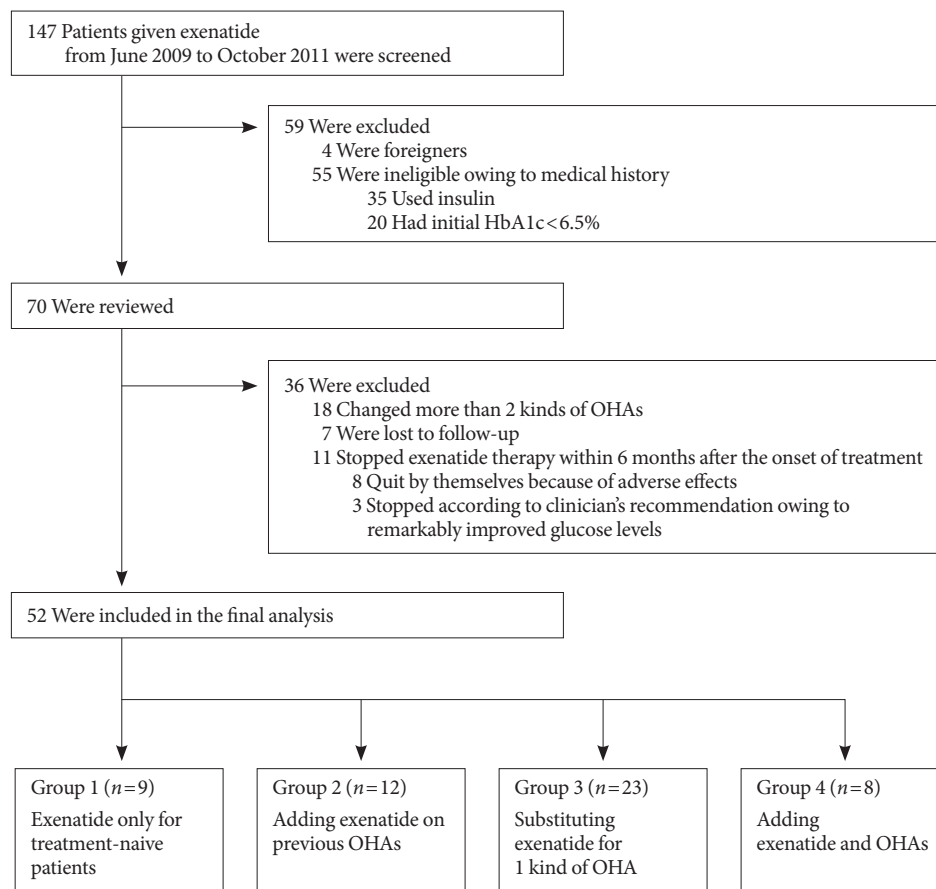 147 Patients given exenatide
from June 2009 to October 2011 were screened
59 Were excluded
4 Were foreigners
55 Were ineligible owing to medical history
35 Used insulin
20 Had initial HbA1c<6.5%
70 Were reviewed
36 Were excluded
18 Changed more than 2 kinds of OHAs
7 Were lost to follow-up
11 Stopped exenatide therapy within 6 months after the onset of treatment
8 Quit by themselves because of adverse effects
3 Stopped according to clinician's recommendation owing to
remarkably improved glucose levels
52 Were included in the final analysis
Group 1 (n=9)
Exenatide only for
treatment-naive
patients
Group 2 (n=12)
Adding exenatide on
previous OHAs
Group 3 (n=23)
Substituting
exenatide for
1 kind of OHA
Group 4 (n=8)
Adding
exenatide and OHAs